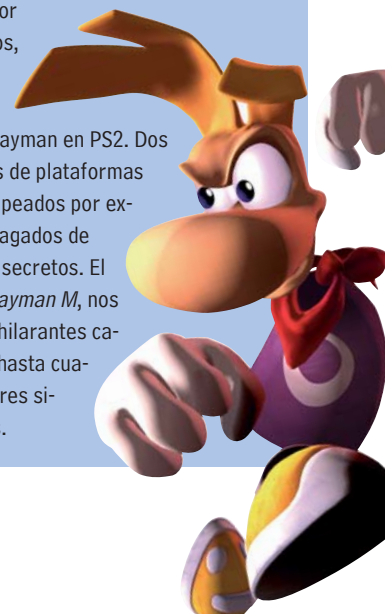 or
os,
ayman en PS2. Dos
s de plataformas
peados por ex-
agados de
secretos. El
ayman M, nos
hilarantes ca-
hasta cua-
res si-
.